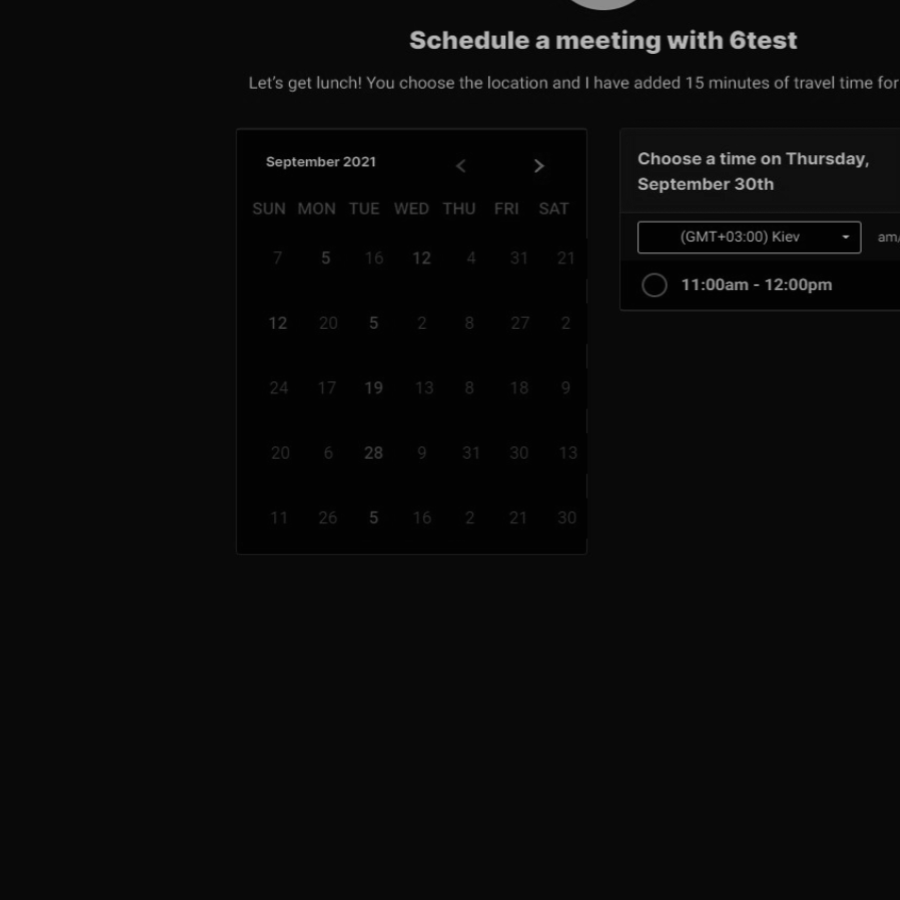 Schedule a meeting with 6test
Let's get lunch! You choose the location and I have added 15 minutes of travel time for
September 2021
SUN MON TUE WED THU FRI SAT
7 5 16 12 4 31 21
12 20 5 2 8 27 2
24 17 19 13 8 18 9
20 6 28 9 31 30 13
11 26 5 16 2 21 30
Choose a time on Thursday,
September 30th
(GMT+03:00) Kiev
am/
11:00am - 12:00pm